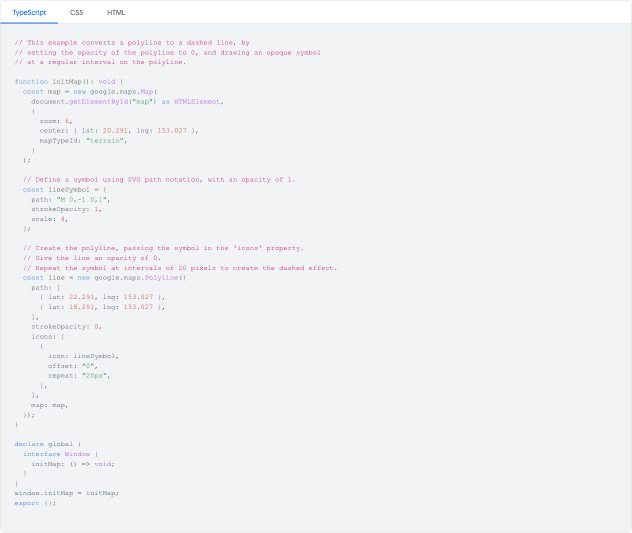 TypeScript CSS HTML
// This example converts a polyline to a dashed line, by
// setting the opacity of the polyline to 0, and drawing an opaque symbol
// at a regular interval on the polyline.
function initMap(): void {
  const map = new google.maps.Map(
    document.getElementById("map") as HTMLElement,
    {
      zoom: 6,
      center: { lat: 20.291, lng: 153.027 },
      mapTypeId: "terrain",
    }
  );
  // Define a symbol using SVG path notation, with an opacity of 1.
  const lineSymbol = {
    path: "M 0,-1 0,1",
    strokeOpacity: 1,
    scale: 4,
  };
  // Create the polyline, passing the symbol in the 'icons' property.
  // Give the line an opacity of 0.
  // Repeat the symbol at intervals of 20 pixels to create the dashed effect.
  const line = new google.maps.Polyline({
    path: [
      { lat: 22.291, lng: 153.027 },
      { lat: 18.291, lng: 153.027 },
    ],
    strokeOpacity: 0,
    icons: [
      {
        icon: lineSymbol,
        offset: "0",
        repeat: "20px",
      },
    ],
    map: map,
  });
}
declare global {
  interface Window {
    initMap: () => void;
  }
}
window.initMap = initMap;
export {};